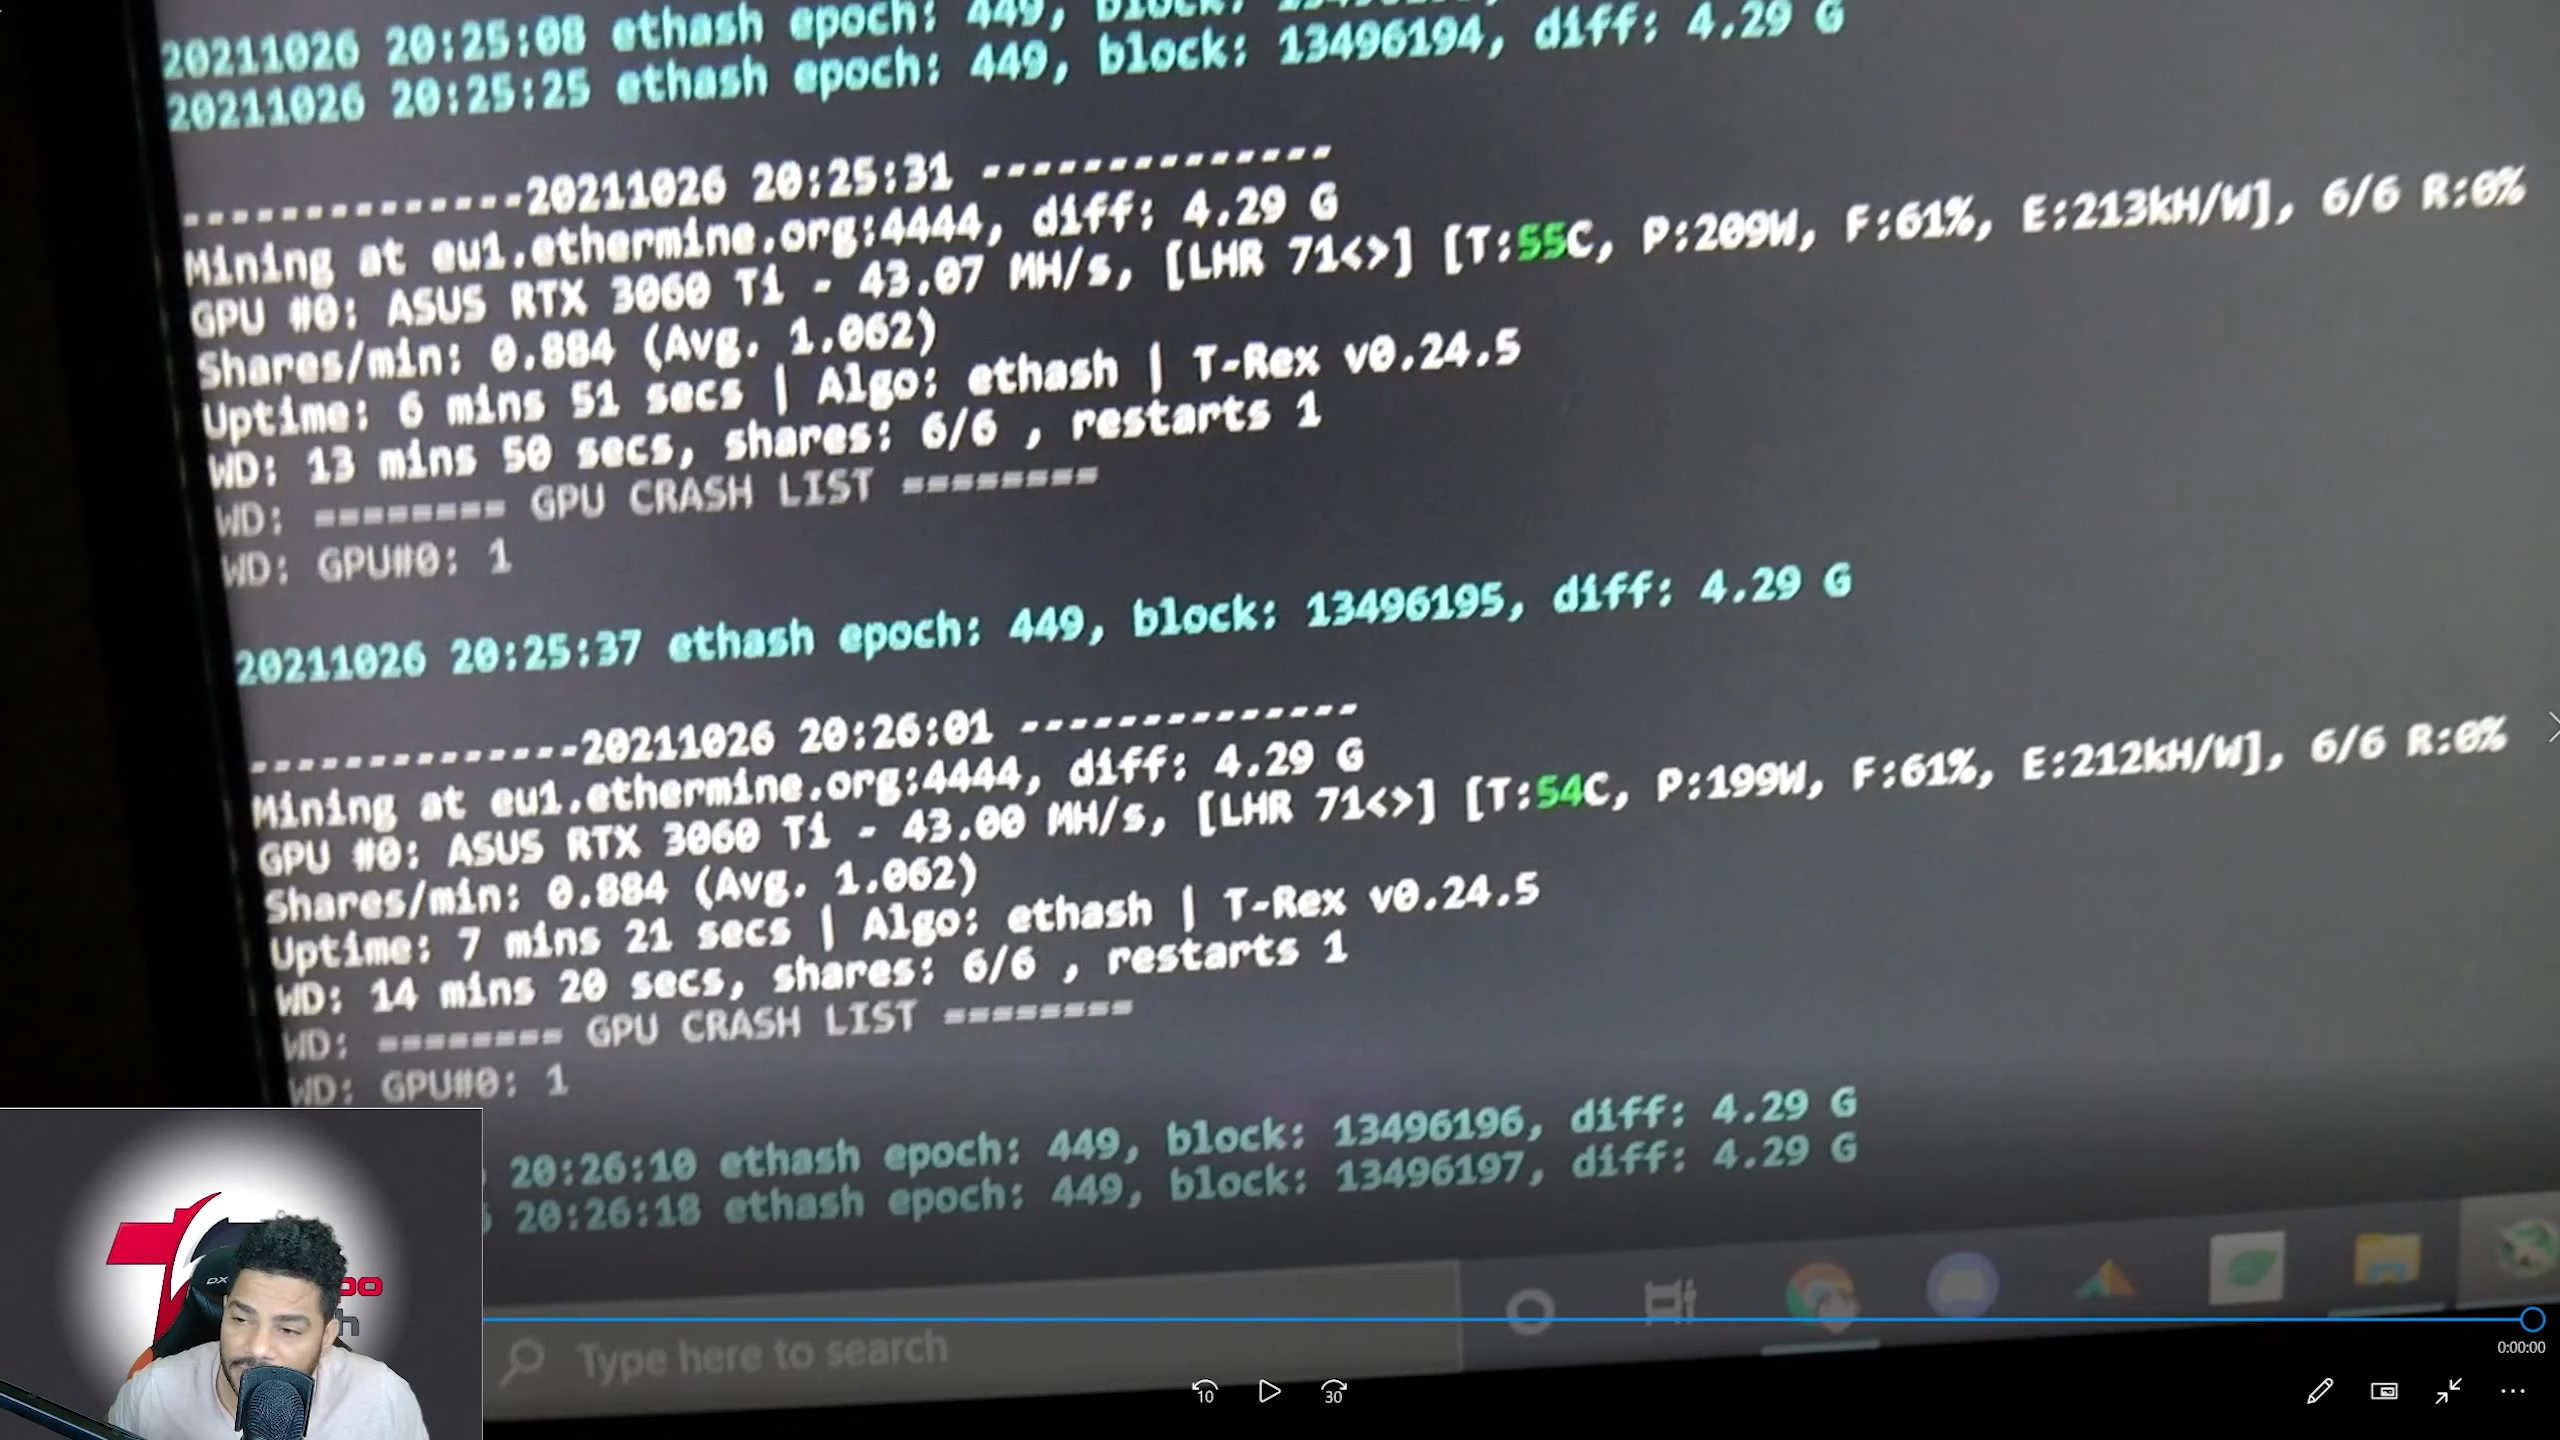 20211026 20:25:08 ethash epoch: 449, block:
20211026 20:25:25 ethash epoch: 449, block: 13496194, diff: 4.29 G
--------------20211026 20:25:31 --------------
Mining at eu1.ethermine.org:4444, diff: 4.29 G
GPU #0: ASUS RTX 3060 Ti - 43.07 MH/s, [LHR 71<>] [T:55C, P:209W, F:61%, E:213kH/W], 6/6 R:0%
Shares/min: 0.884 (Avg. 1.062)
Uptime: 6 mins 51 secs | Algo: ethash | T-Rex v0.24.5
WD: 13 mins 50 secs, shares: 6/6 , restarts 1
WD: ======== GPU CRASH LIST ========
WD: GPU#0: 1
20211026 20:25:37 ethash epoch: 449, block: 13496195, diff: 4.29 G
--------------20211026 20:26:01 --------------
Mining at eu1.ethermine.org:4444, diff: 4.29 G
GPU #0: ASUS RTX 3060 Ti - 43.00 MH/s, [LHR 71<>] [T:54C, P:199W, F:61%, E:212kH/W], 6/6 R:0%
Shares/min: 0.884 (Avg. 1.062)
Uptime: 7 mins 21 secs | Algo: ethash | T-Rex v0.24.5
WD: 14 mins 20 secs, shares: 6/6 , restarts 1
WD: ======== GPU CRASH LIST ========
WD: GPU#0: 1
20:26:10 ethash epoch: 449, block: 13496196, diff: 4.29 G
20:26:18 ethash epoch: 449, block: 13496197, diff: 4.29 G
Type here to search
0:00:00
10
30
DX